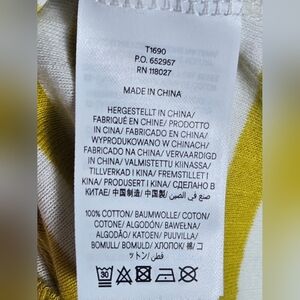 T1690
P.O. 652957
RN 118027
MADE IN CHINA
HERGESTELLT IN CHINA/
FABRIQUÉ EN CHINE/ PRODOTTO
IN CINA/ FABRICADO EN CHINA/
WYPRODUKOWANO W CHINACH/
FABRICADO NA CHINA/ VERVAARDIGD
IN CHINA/ VALMISTETTU KIINASSA/
TILLVERKAD I KINA/ FREMSTILLET I
KINA/ PRODUSERT I KINA/ СДЕЛАНО В
КИТАЕ/ 中国制造/ 中国製/ صنع في الصين
100% COTTON/ BAUMWOLLE/ COTON/
COTONE/ ALGODÓN/ BAWEŁNA/
ALGODÃO/ KATOEN/ PUUVILLA/
BOMULL/ BOMULD/ ХЛОПОК/ 棉/ コ
ットン/ قطن
30